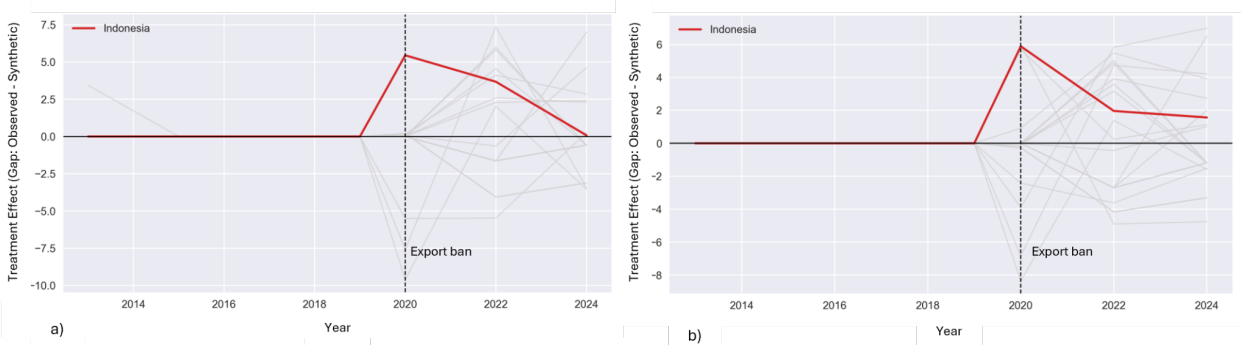 Treatment Effect (Gap: Observed - Synthetic)
7.5
5.0
2.5
0.0
−2.5
−5.0
−7.5
−10.0
Indonesia
Export ban
2014 2016 2018 2020 2022 2024
Year
a)
Treatment Effect (Gap: Observed - Synthetic)
6
4
2
0
−2
−4
−6
−8
Indonesia
Export ban
2014 2016 2018 2020 2022 2024
Year
b)